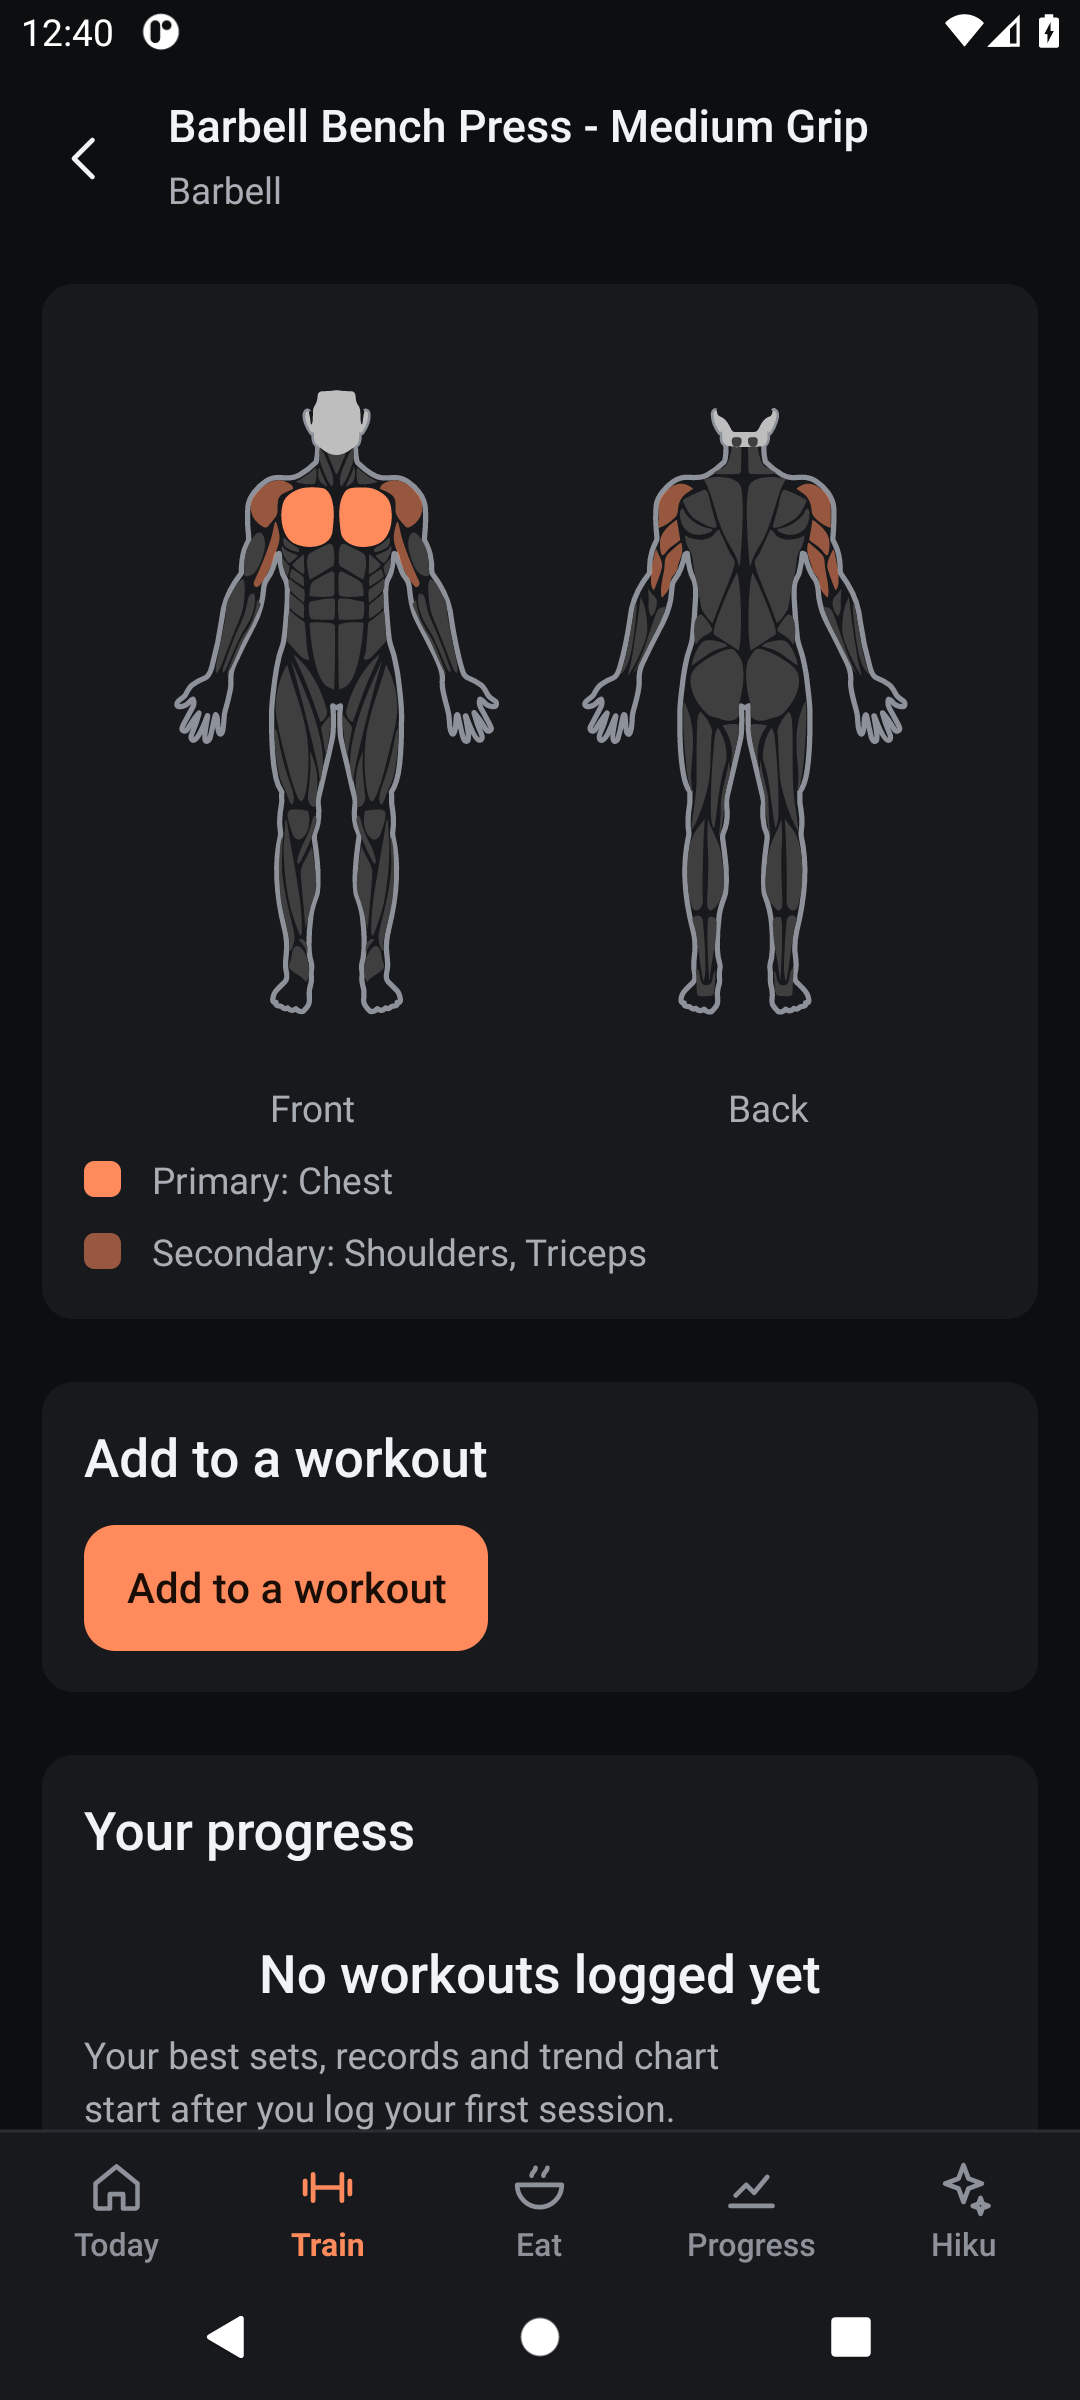 12:40
Barbell Bench Press - Medium Grip
Barbell
Front
Back
Primary: Chest
Secondary: Shoulders, Triceps
Add to a workout
Add to a workout
Your progress
No workouts logged yet
Your best sets, records and trend chart
start after you log your first session.
Today
Train
Eat
Progress
Hiku